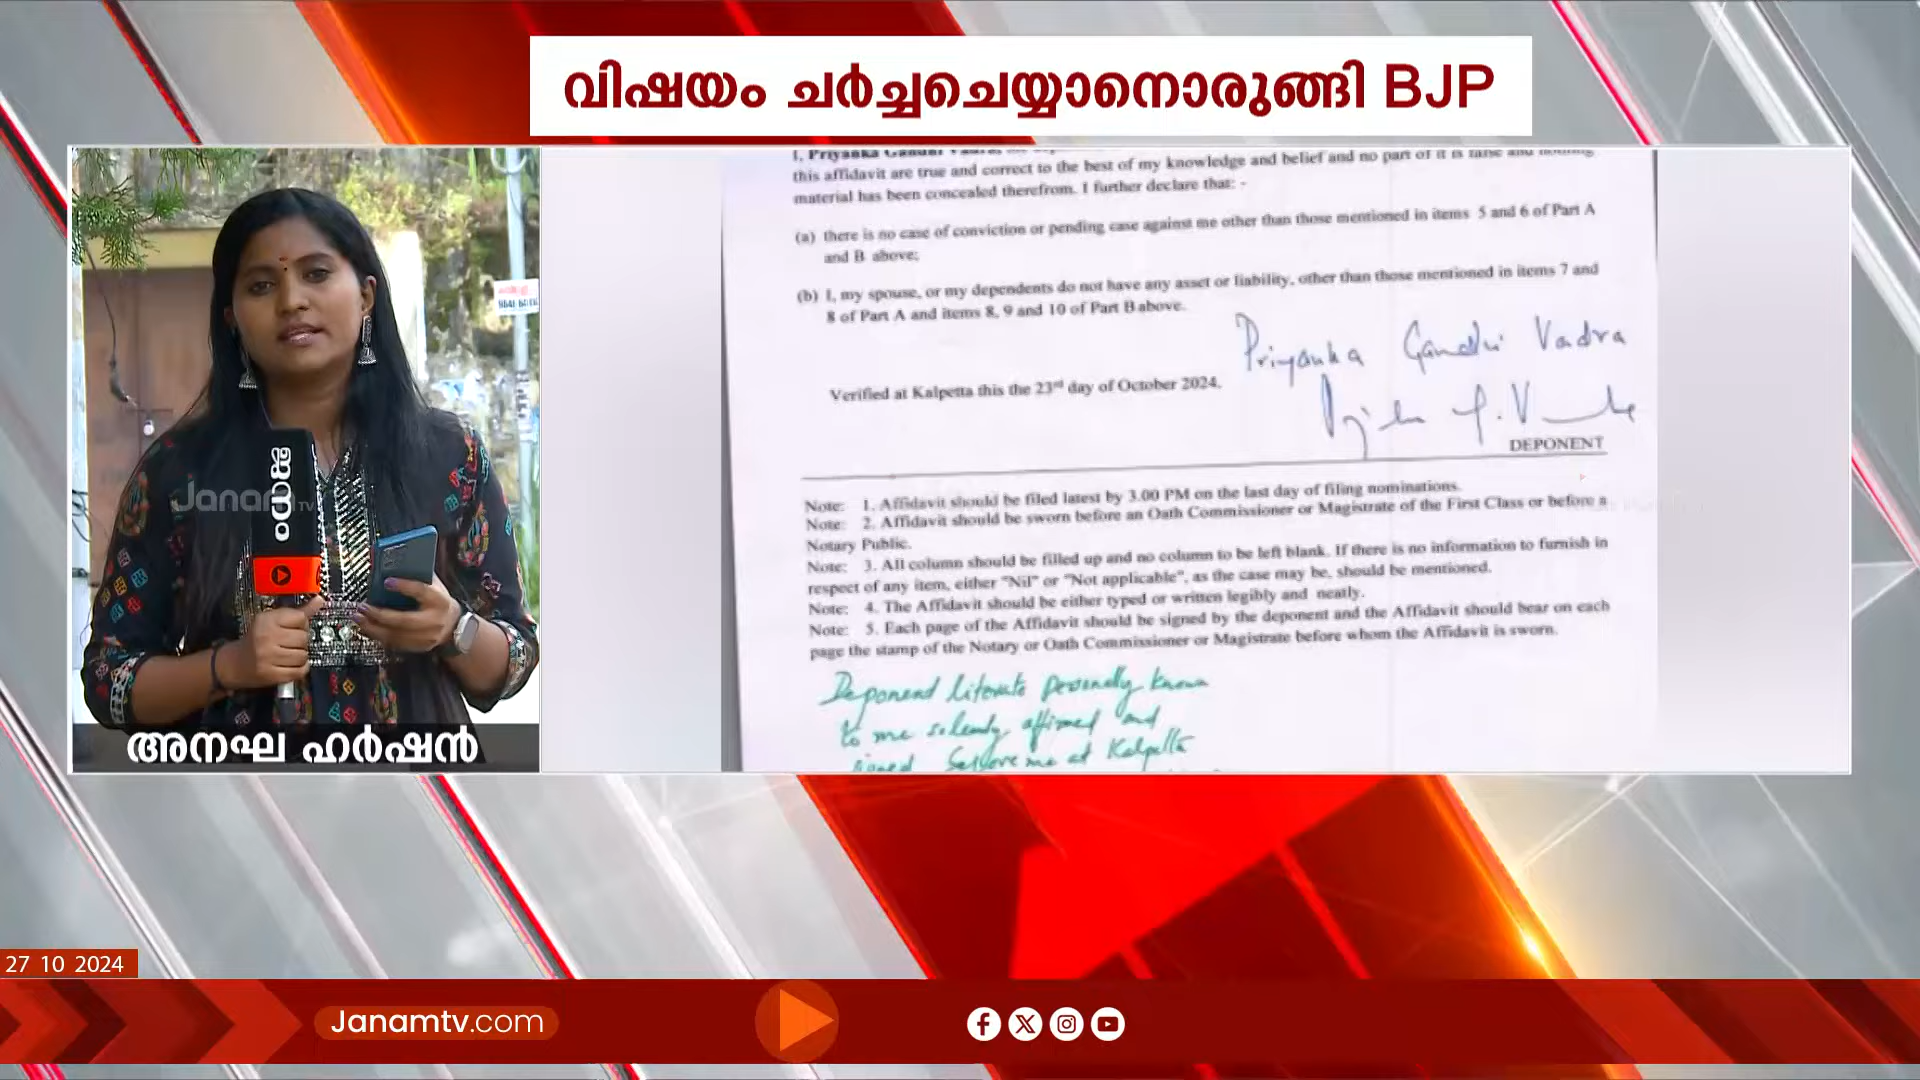 വിഷയം ചർച്ചചെയ്യാനൊരുങ്ങി BJP
I, Priyanka Gandhi Vadra,
this affidavit are true and correct to the best of my knowledge and belief and no part of it is false and nothing
material has been concealed therefrom. I further declare that: -
(a) there is no case of conviction or pending case against me other than those mentioned in items 5 and 6 of Part A
and B above;
(b) I, my spouse, or my dependents do not have any asset or liability, other than those mentioned in items 7 and
8 of Part A and items 8, 9 and 10 of Part B above.
Priyanka Gandhi Vadra
Verified at Kalpetta this the 23rd day of October 2024.
DEPONENT
Note: 1. Affidavit should be filed latest by 3.00 PM on the last day of filing nominations.
Note: 2. Affidavit should be sworn before an Oath Commissioner or Magistrate of the First Class or before a
Notary Public.
Note: 3. All column should be filled up and no column to be left blank. If there is no information to furnish in
respect of any item, either "Nil" or "Not applicable", as the case may be, should be mentioned.
Note: 4. The Affidavit should be either typed or written legibly and neatly.
Note: 5. Each page of the Affidavit should be signed by the deponent and the Affidavit should bear on each
page the stamp of the Notary or Oath Commissioner or Magistrate before whom the Affidavit is sworn.
Deponend literate personally known
to me solemnly affirmed and
signed before me at Kalpetta
ജനംടിവി
Janam TV
അനഘ ഹർഷൻ
27 10 2024
Janamtv.com